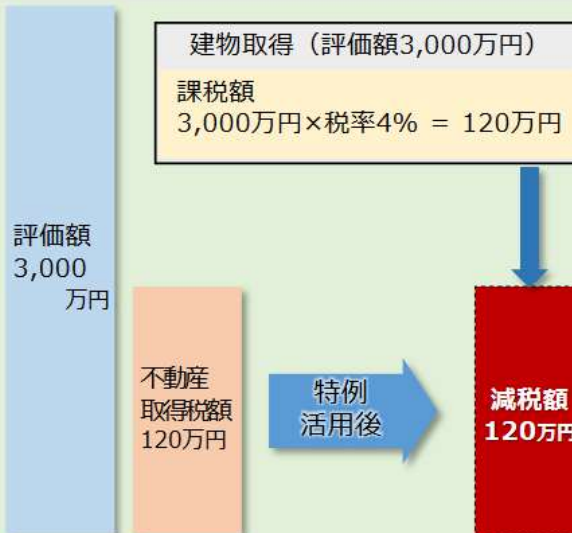 建物取得（評価額3,000万円）
課税額
3,000万円×税率4% = 120万円
評価額
3,000
万円
不動産
取得税額
120万円
特例
活用後
減税額
120万円